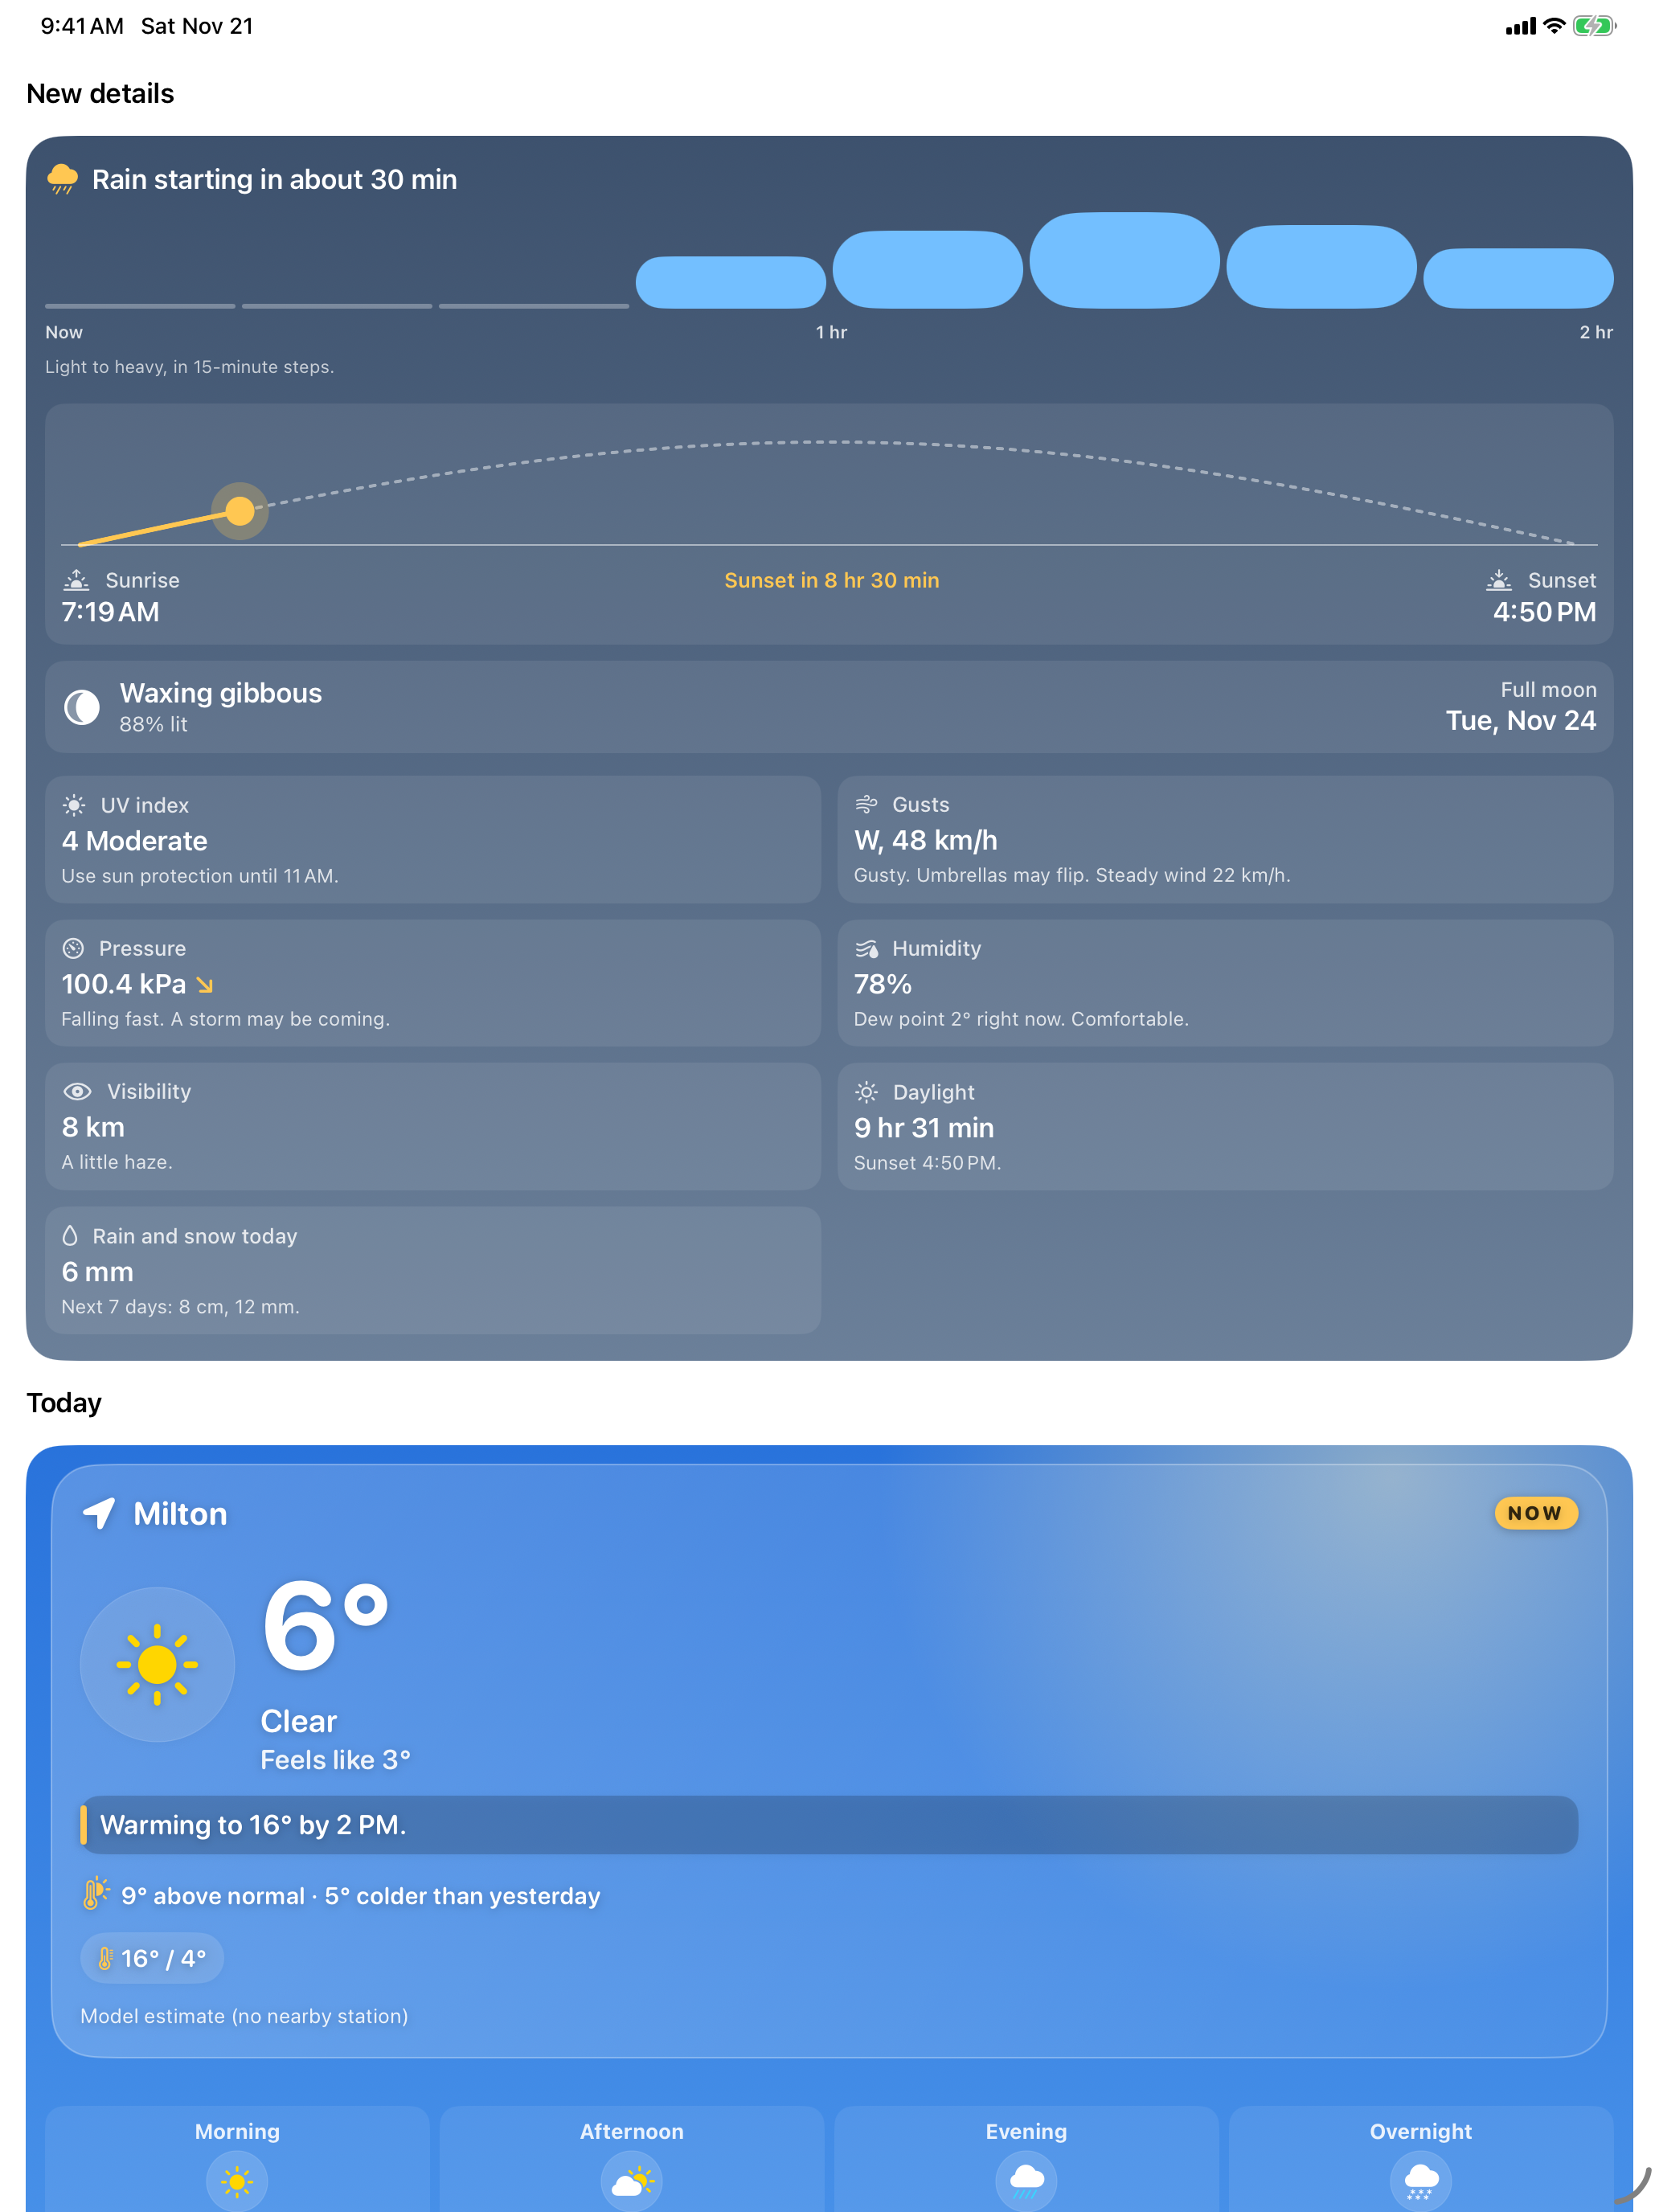 9:41 AM Sat Nov 21
New details
Rain starting in about 30 min
Now 1 hr 2 hr
Light to heavy, in 15-minute steps.
Sunrise Sunset in 8 hr 30 min Sunset
7:19 AM 4:50 PM
Waxing gibbous
88% lit
Full moon
Tue, Nov 24
UV index
4 Moderate
Use sun protection until 11 AM.
Gusts
W, 48 km/h
Gusty. Umbrellas may flip. Steady wind 22 km/h.
Pressure
100.4 kPa
Falling fast. A storm may be coming.
Humidity
78%
Dew point 2° right now. Comfortable.
Visibility
8 km
A little haze.
Daylight
9 hr 31 min
Sunset 4:50 PM.
Rain and snow today
6 mm
Next 7 days: 8 cm, 12 mm.
Today
Milton
NOW
6°
Clear
Feels like 3°
Warming to 16° by 2 PM.
9° above normal · 5° colder than yesterday
16° / 4°
Model estimate (no nearby station)
Morning Afternoon Evening Overnight